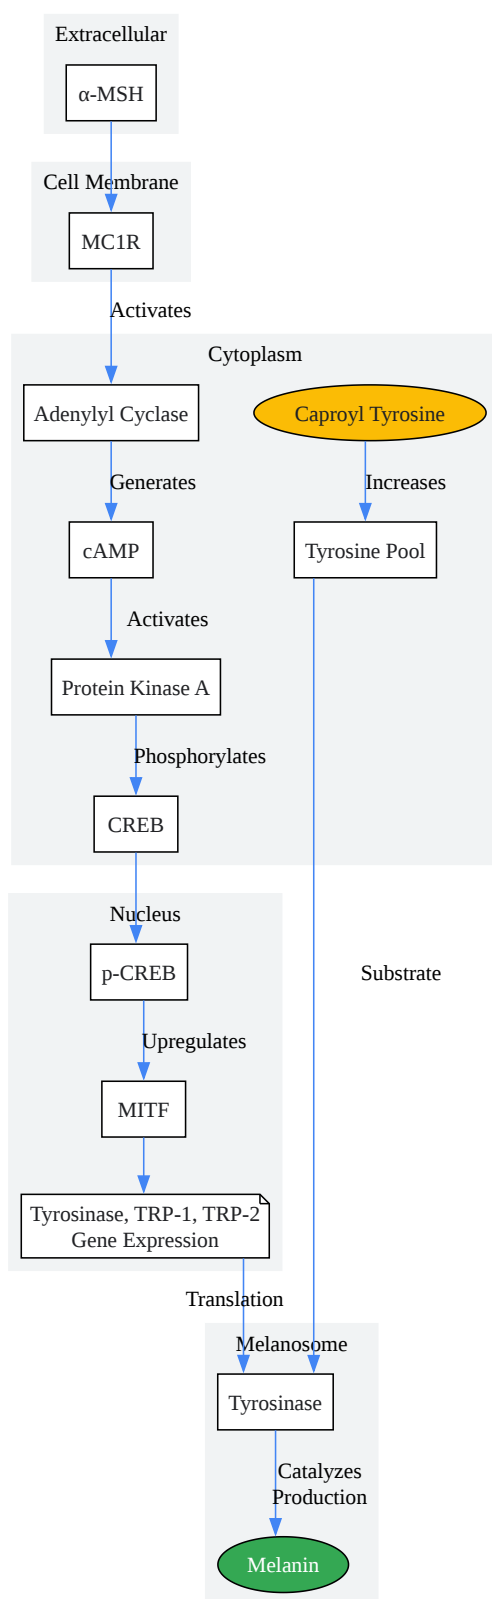 Extracellular
α-MSH
Cell Membrane
MC1R
Activates
Cytoplasm
Adenylyl Cyclase
Caproyl Tyrosine
Generates
Increases
cAMP
Tyrosine Pool
Activates
Protein Kinase A
Phosphorylates
CREB
Nucleus
p-CREB
Substrate
Upregulates
MITF
Tyrosinase, TRP-1, TRP-2
Gene Expression
Translation
Melanosome
Tyrosinase
Catalyzes
Production
Melanin